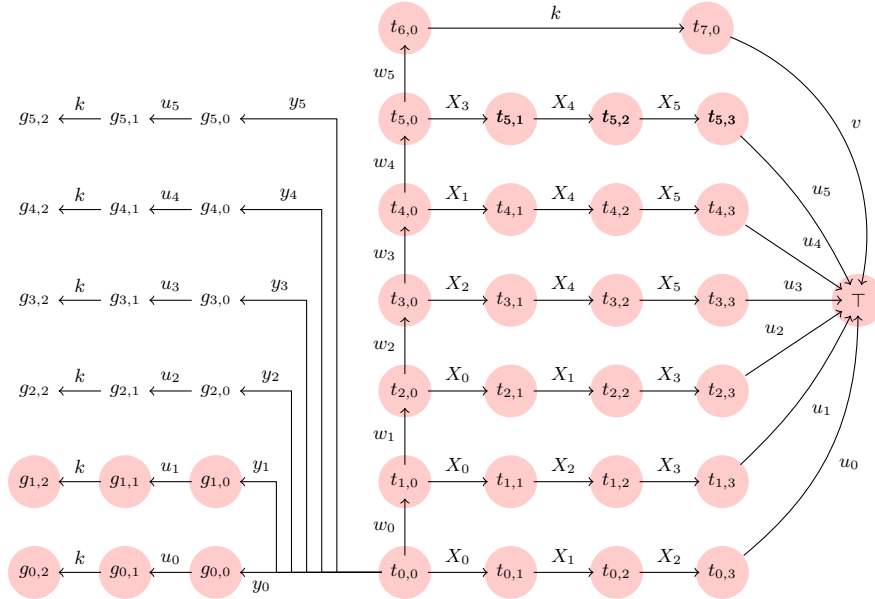 k
t6,0 t7,0
w5
k u5 y5 X3 X4 X5 v
g5,2 g5,1 g5,0 t5,0 t5,1 t5,2 t5,3
w4 u5
k u4 y4 X1 X4 X5
g4,2 g4,1 g4,0 t4,0 t4,1 t4,2 t4,3
w3 u4
k u3 y3 X2 X4 X5 u3
g3,2 g3,1 g3,0 t3,0 t3,1 t3,2 t3,3 ⊤
w2 u2
k u2 y2 X0 X1 X3
g2,2 g2,1 g2,0 t2,0 t2,1 t2,2 t2,3
w1 u1
k u1 y1 X0 X2 X3 u0
g1,2 g1,1 g1,0 t1,0 t1,1 t1,2 t1,3
w0
k u0 X0 X1 X2
g0,2 g0,1 g0,0 y0 t0,0 t0,1 t0,2 t0,3